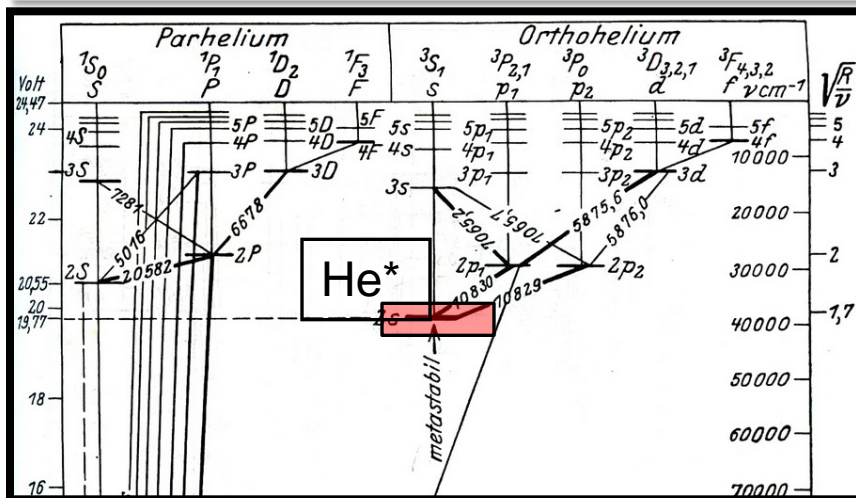 Parhelium Orthohelium
¹S₀ ¹P₁ ¹D₂ ¹F₃ ³S₁ ³P₂,₁ ³P₀ ³D₃,₂,₁ ³F₄,₃,₂
Volt S P D F s p₁ p₂ d f νcm⁻¹ √R/ν
24,47
24 4S 5P 4P 5D 4D 5F 4F 5s 4s 5p₁ 4p₁ 5p₂ 4p₂ 5d 4d 5f 4f 5 4
10000
3S 3P 3D 3p₁ 3p₂ 3d 3
3s
7281 5016 6678 7065,2 7065,7 5875,6 5876,0
22 20000
2P 2p₁ 2p₂ 2
30000
20582 10830 10829
20,55 2S
He*
20
19,77 1,7
40000
metastabil
50000
18
60000
16 70000